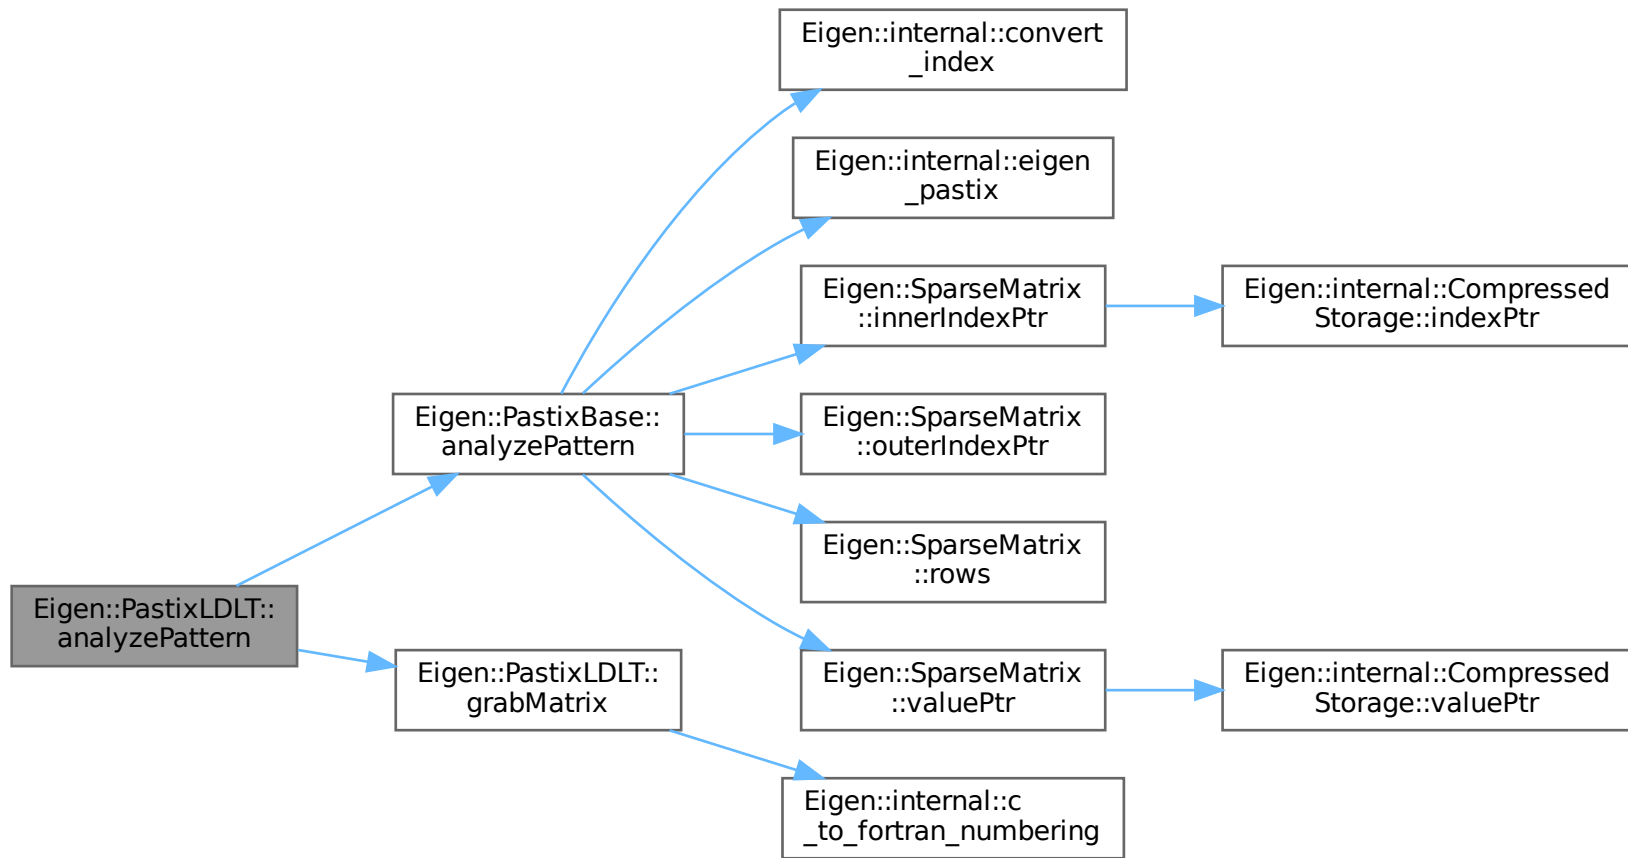 Eigen::internal::convert
_index
Eigen::internal::eigen
_pastix
Eigen::SparseMatrix
::innerIndexPtr
Eigen::internal::Compressed
Storage::indexPtr
Eigen::PastixBase::
analyzePattern
Eigen::SparseMatrix
::outerIndexPtr
Eigen::SparseMatrix
::rows
Eigen::PastixLDLT::
analyzePattern
Eigen::PastixLDLT::
grabMatrix
Eigen::SparseMatrix
::valuePtr
Eigen::internal::Compressed
Storage::valuePtr
Eigen::internal::c
_to_fortran_numbering